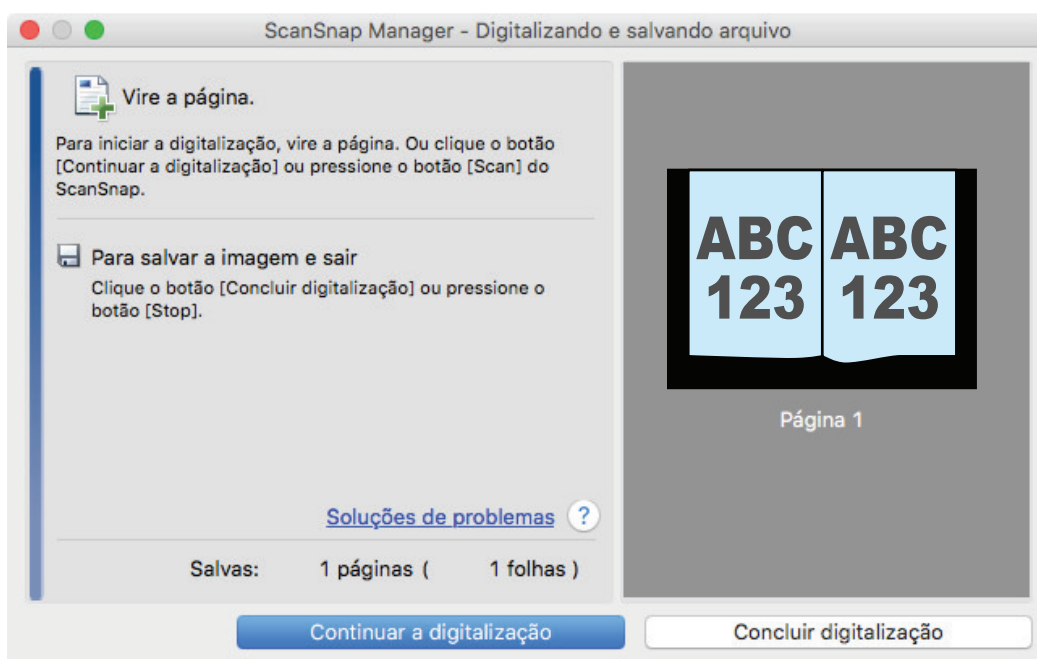 ScanSnap Manager - Digitalizando e salvando arquivo
Vire a página.
Para iniciar a digitalização, vire a página. Ou clique o botão
[Continuar a digitalização] ou pressione o botão [Scan] do
ScanSnap.
Para salvar a imagem e sair
Clique o botão [Concluir digitalização] ou pressione o
botão [Stop].
Soluções de problemas ?
Salvas: 1 páginas ( 1 folhas )
ABC ABC
123 123
Página 1
Continuar a digitalização
Concluir digitalização